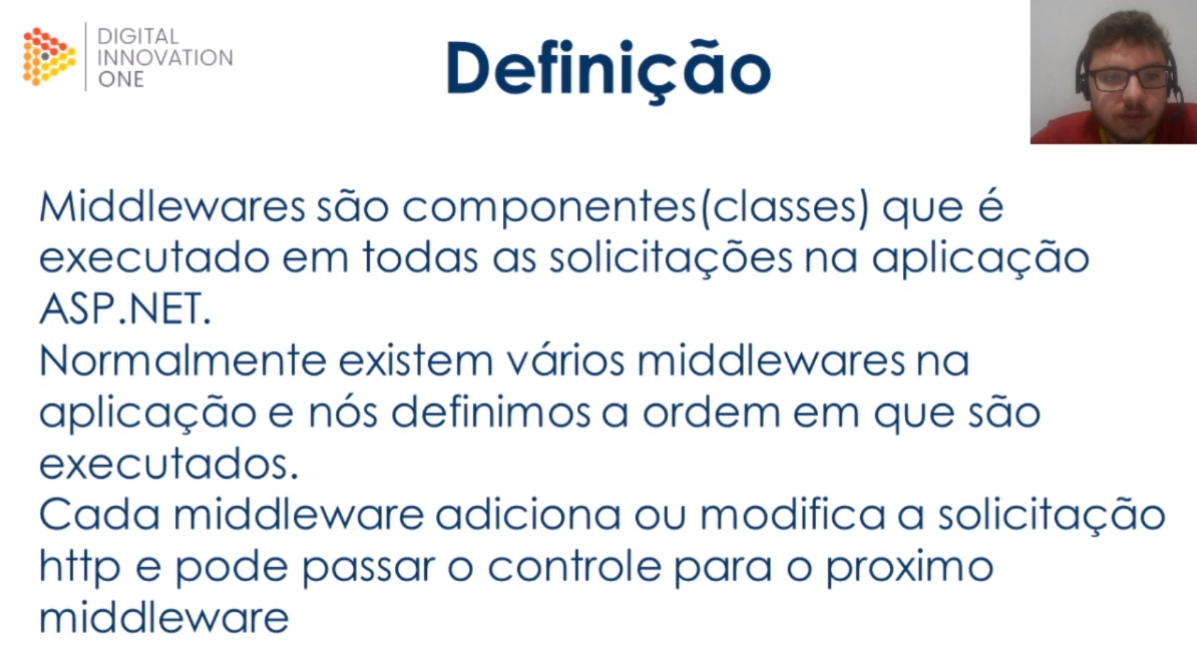 DIGITAL
INNOVATION
ONE
Definição
Middlewares são componentes(classes) que é
executado em todas as solicitações na aplicação
ASP.NET.
Normalmente existem vários middlewares na
aplicação e nós definimos a ordem em que são
executados.
Cada middleware adiciona ou modifica a solicitação
http e pode passar o controle para o proximo
middleware